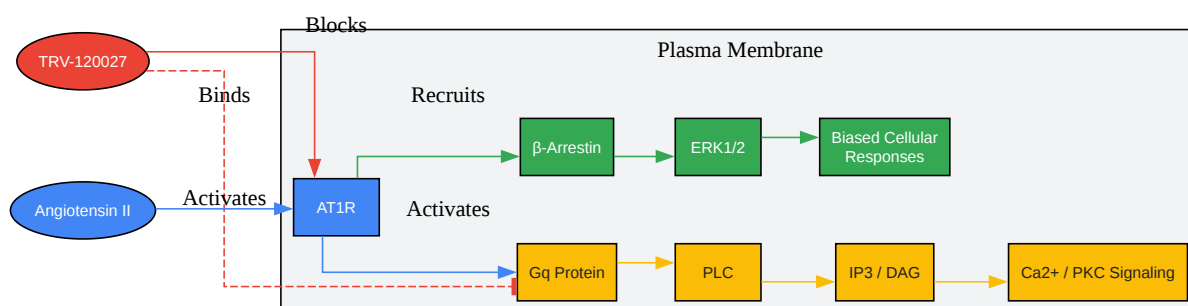 Blocks
Plasma Membrane
TRV-120027
Binds
Recruits
β-Arrestin
ERK1/2
Biased Cellular
Responses
Activates
Angiotensin II
AT1R
Activates
Gq Protein
PLC
IP3 / DAG
Ca2+ / PKC Signaling